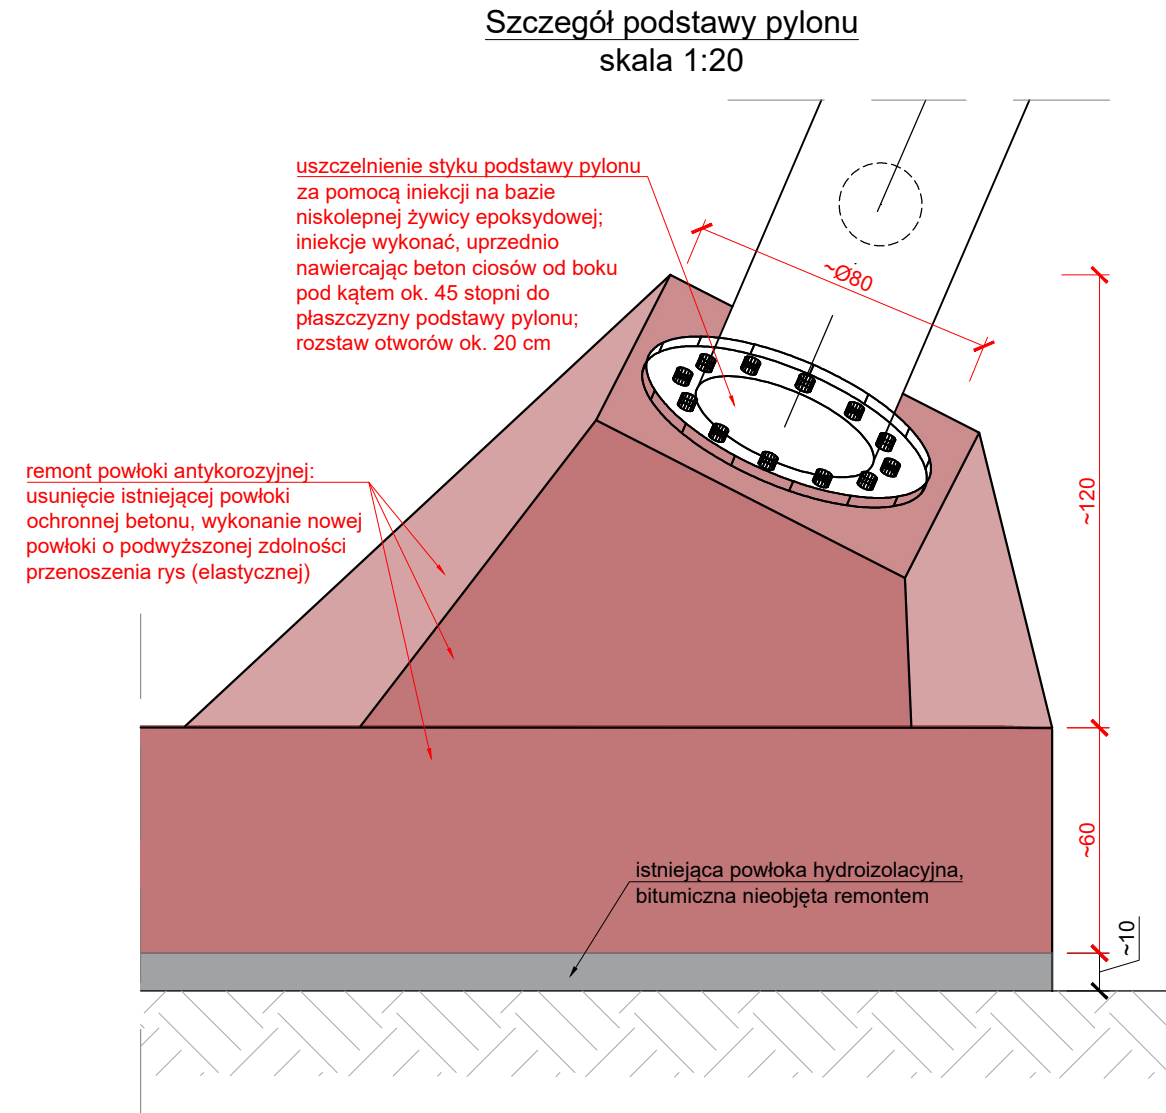 Szczegół podstawy pylonu
skala 1:20
uszczelnienie styku podstawy pylonu
za pomocą iniekcji na bazie
niskolepnej żywicy epoksydowej;
iniekcje wykonać, uprzednio
nawiercając beton ciosów od boku
pod kątem ok. 45 stopni do
płaszczyzny podstawy pylonu;
rozstaw otworów ok. 20 cm
~Ø80
remont powłoki antykorozyjnej:
usunięcie istniejącej powłoki
ochronnej betonu, wykonanie nowej
powłoki o podwyższonej zdolności
przenoszenia rys (elastycznej)
~120
~60
istniejąca powłoka hydroizolacyjna,
bitumiczna nieobjęta remontem
~10